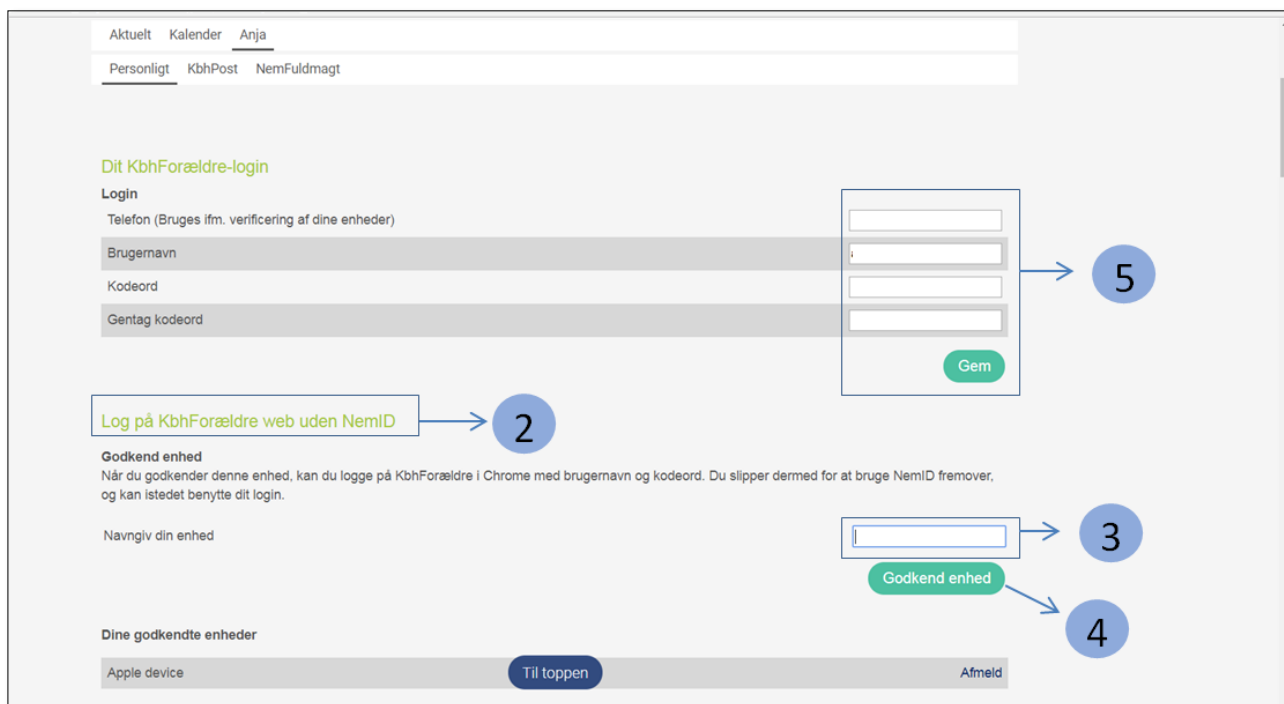 Aktuelt Kalender Anja
Personligt KbhPost NemFuldmagt
Dit KbhForældre-login
Login
Telefon (Bruges ifm. verificering af dine enheder)
Brugernavn
5
Kodeord
Gentag kodeord
Gem
Log på KbhForældre web uden NemID
2
Godkend enhed
Når du godkender denne enhed, kan du logge på KbhForældre i Chrome med brugernavn og kodeord. Du slipper dermed for at bruge NemID fremover,
og kan istedet benytte dit login.
Navngiv din enhed
3
Godkend enhed
4
Dine godkendte enheder
Apple device Til toppen Afmeld